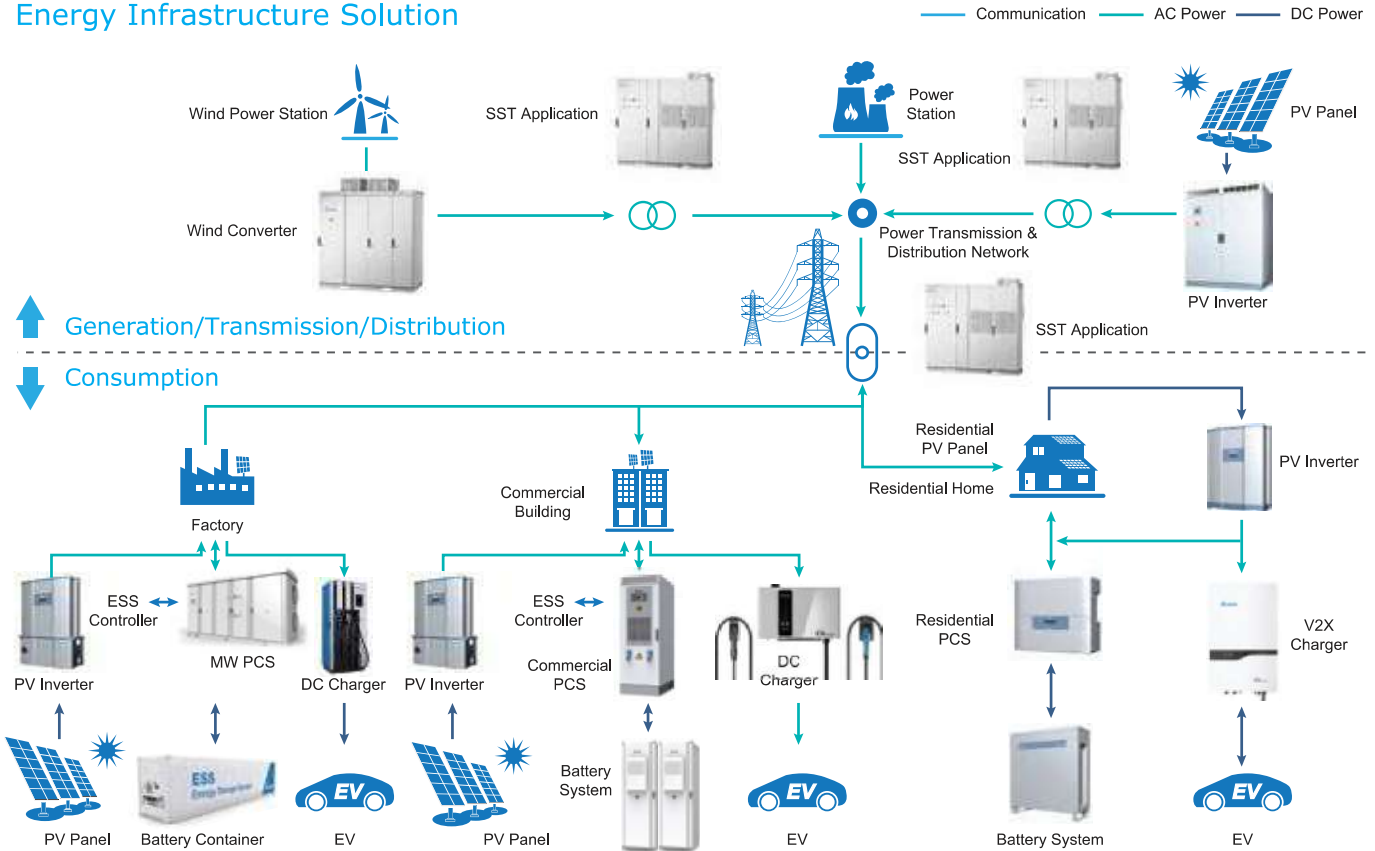 Energy Infrastructure Solution
Communication
AC Power
DC Power
Wind Power Station
SST Application
Power
Station
SST Application
PV Panel
Wind Converter
Power Transmission &
Distribution Network
PV Inverter
SST Application
Generation/Transmission/Distribution
Consumption
Factory
Commercial
Building
Residential
PV Panel
Residential Home
PV Inverter
PV Inverter
ESS
Controller
MW PCS
DC Charger
PV Inverter
ESS
Controller
Commercial
PCS
DC
Charger
Residential
PCS
V2X
Charger
PV Panel
ESS
Battery Container
EV
EV
PV Panel
Battery
System
EV
EV
Battery System
EV
EV